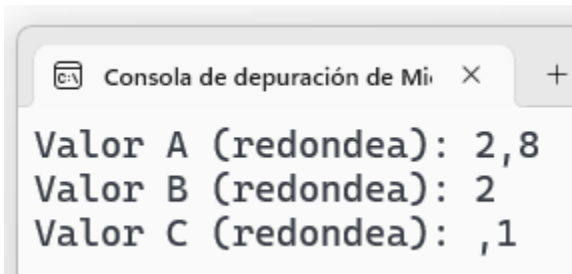 Consola de depuración de Mi
Valor A (redondea): 2,8
Valor B (redondea): 2
Valor C (redondea): ,1